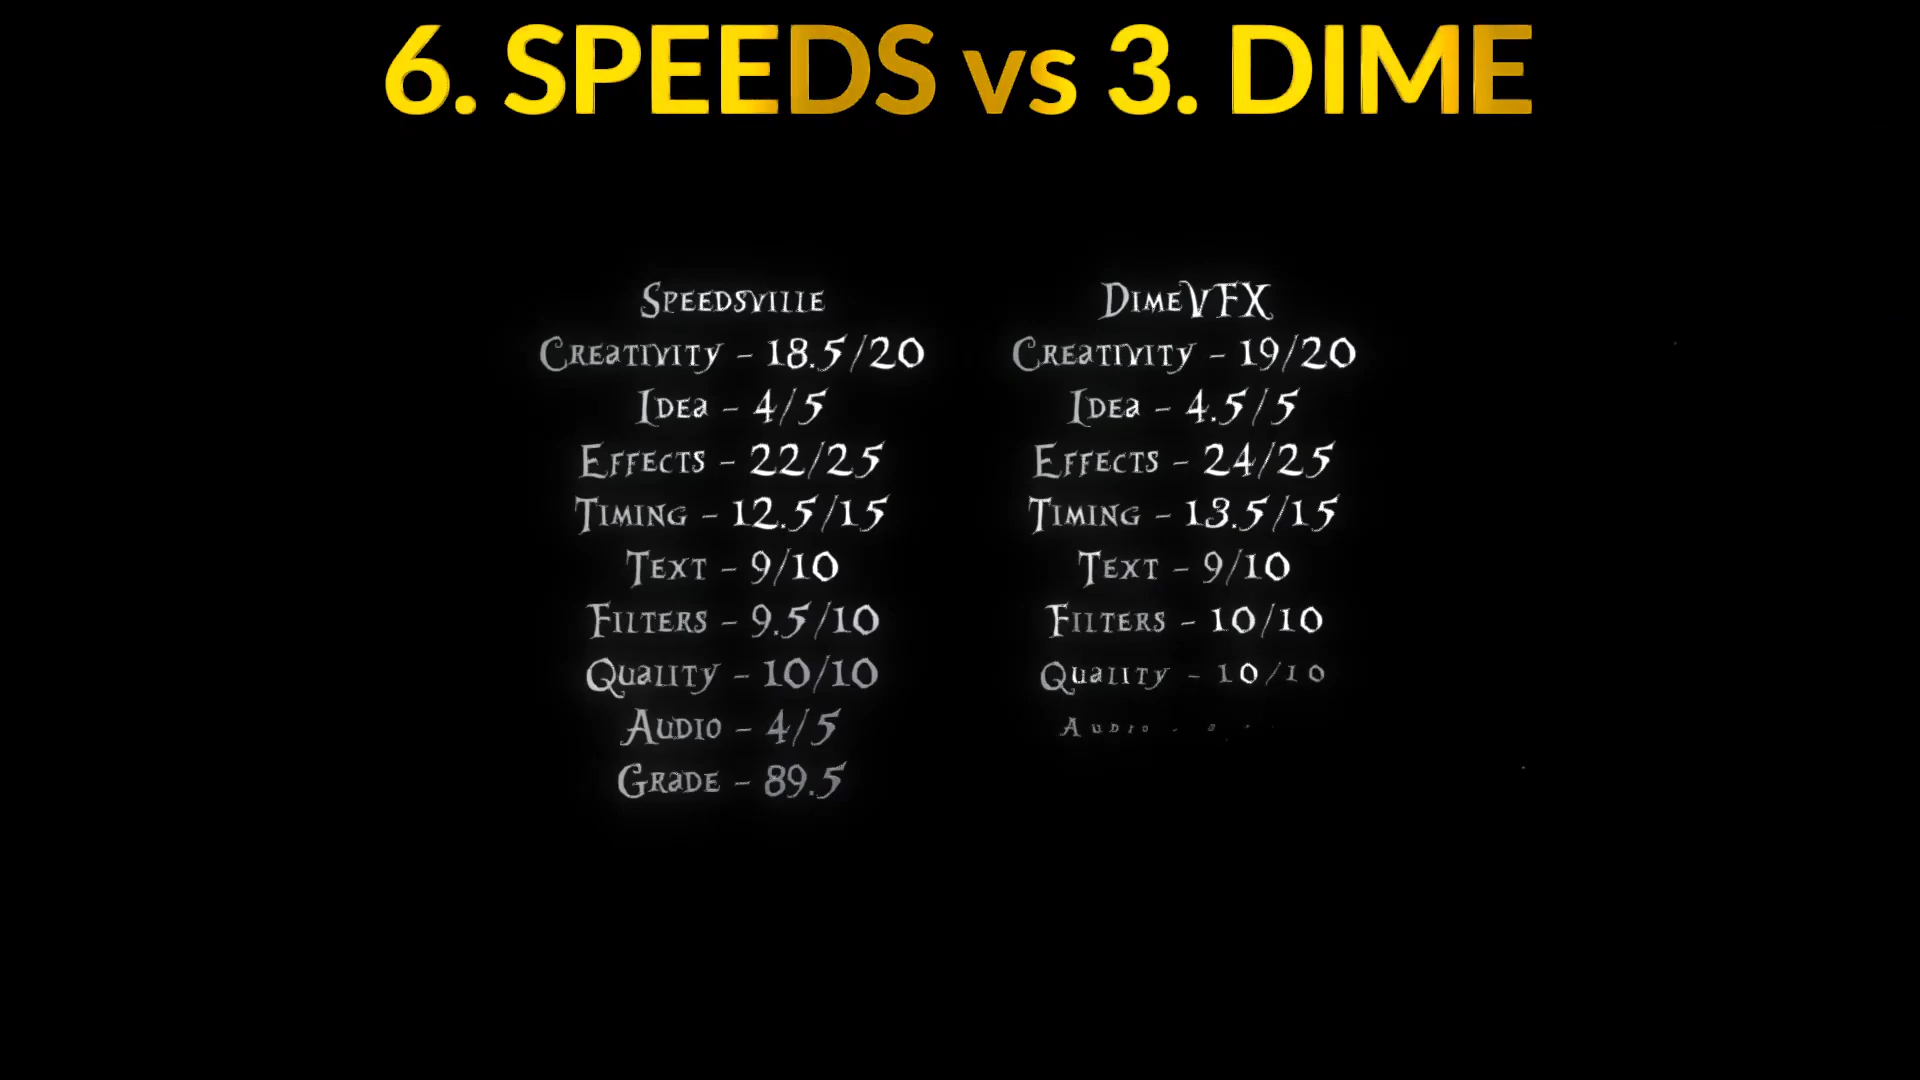 6. SPEEDS vs 3. DIME
Speedsville
Creativity - 18.5/20
Idea - 4/5
Effects - 22/25
Timing - 12.5/15
Text - 9/10
Filters - 9.5/10
Quality - 10/10
Audio - 4/5
Grade - 89.5
DimeVFX
Creativity - 19/20
Idea - 4.5/5
Effects - 24/25
Timing - 13.5/15
Text - 9/10
Filters - 10/10
Quality - 10/10
Audio -